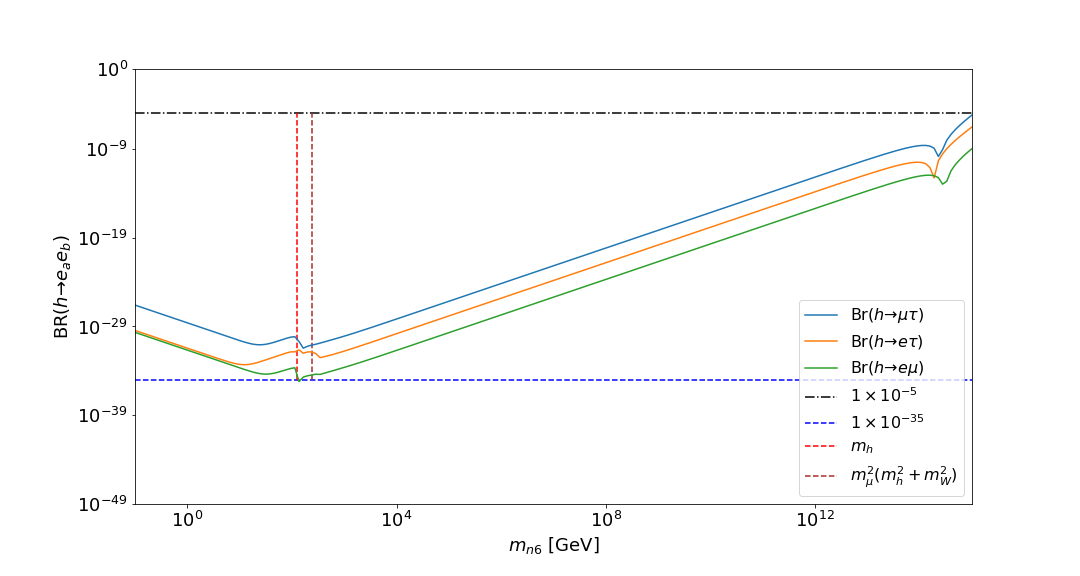 10^0
10^-9
10^-19
10^-29
10^-39
10^-49
BR(h→e_a e_b)
10^0 10^4 10^8 10^12
m_n6 [GeV]
Br(h→μτ)
Br(h→eτ)
Br(h→eμ)
1 × 10^-5
1 × 10^-35
m_h
m_μ^2(m_h^2 + m_W^2)